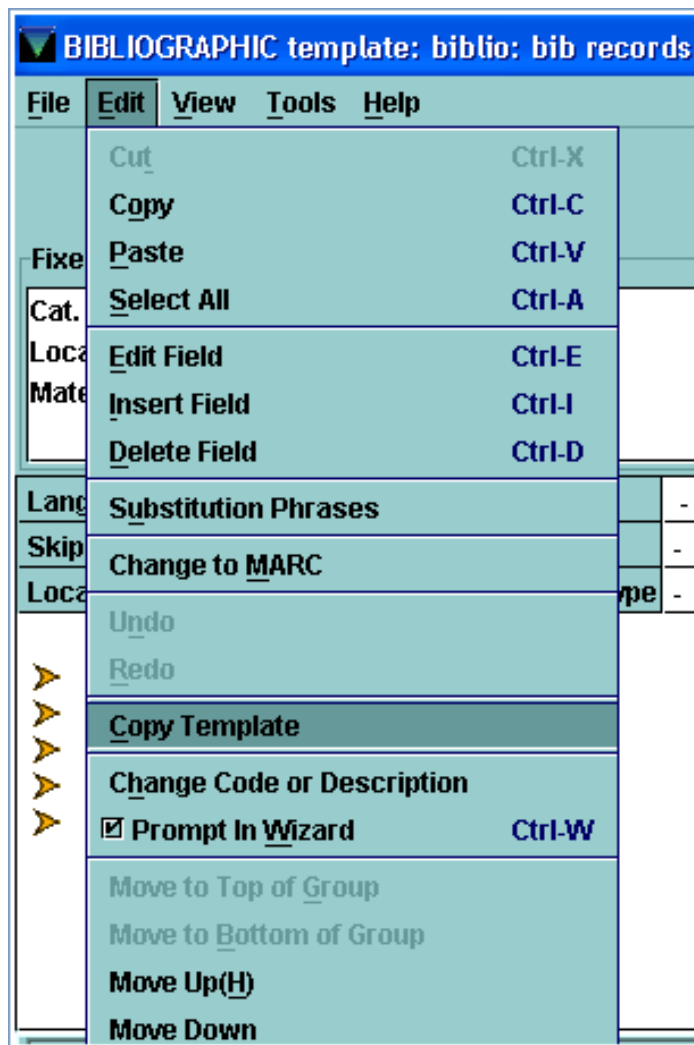 BIBLIOGRAPHIC template: biblio: bib records
File Edit View Tools Help
Cut Ctrl-X
Copy Ctrl-C
Paste Ctrl-V
Fixe
Select All Ctrl-A
Cat.
Loca
Edit Field Ctrl-E
Mate
Insert Field Ctrl-I
Delete Field Ctrl-D
Lang
Substitution Phrases -
Skip
Change to MARC -
Loca ype -
Undo
Redo
Copy Template
Change Code or Description
Prompt In Wizard Ctrl-W
Move to Top of Group
Move to Bottom of Group
Move Up(H)
Move Down